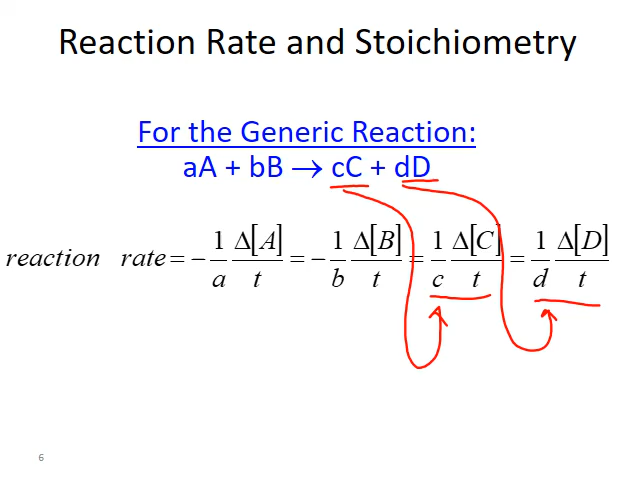 Reaction Rate and Stoichiometry
For the Generic Reaction:
aA + bB → cC + dD
reaction rate = − 1/a Δ[A]/t = − 1/b Δ[B]/t = 1/c Δ[C]/t = 1/d Δ[D]/t
6